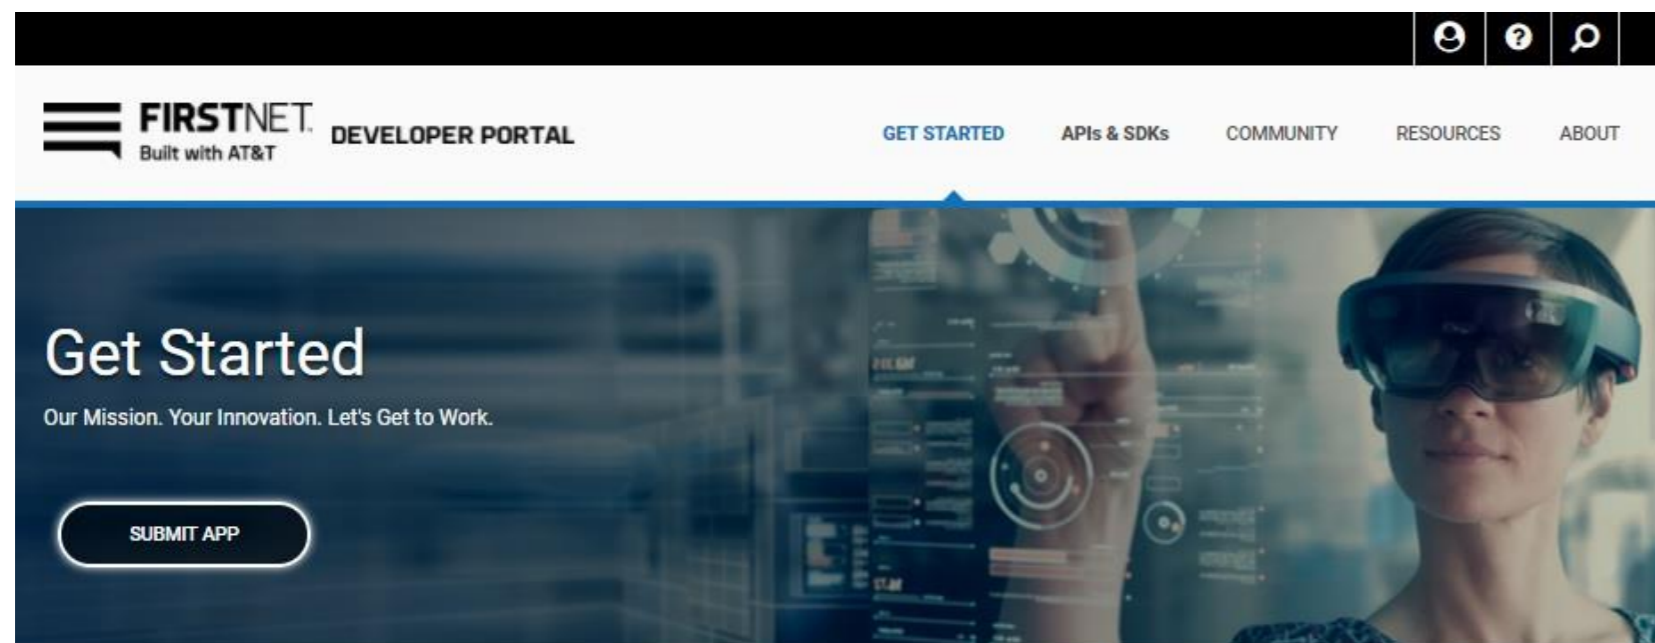 FIRSTNET
Built with AT&T
DEVELOPER PORTAL
GET STARTED
APIs & SDKs
COMMUNITY
RESOURCES
ABOUT
Get Started
Our Mission. Your Innovation. Let's Get to Work.
SUBMIT APP